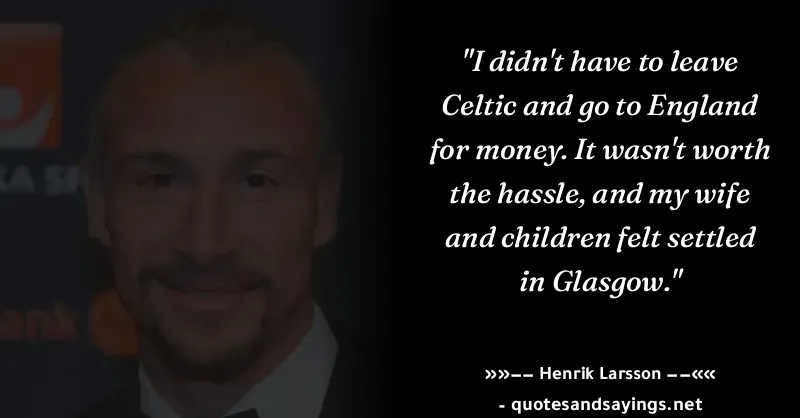 "I didn't have to leave
Celtic and go to England
for money. It wasn't worth
the hassle, and my wife
and children felt settled
in Glasgow."
»»−− Henrik Larsson −−««
- quotesandsayings.net
ank